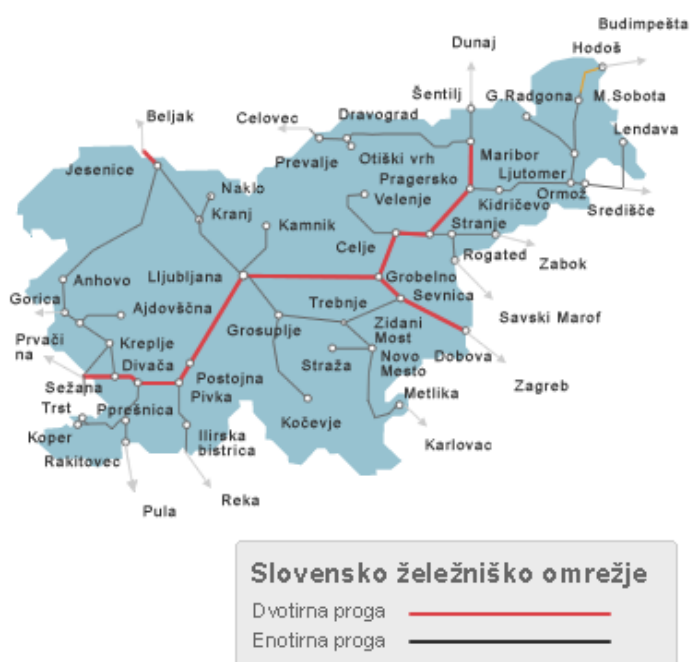 Budimpešta
Dunaj
Hodoš
Šentilj
G.Radgona
M.Sobota
Beljak
Celovec
Dravograd
Lendava
Prevalje
Otiški vrh
Maribor
Jesenice
Pragersko
Ljutomer
Naklo
Velenje
Kidričevo
Ormož
Središče
Kranj
Kamnik
Stranje
Celje
Rogated
Zabok
Anhovo
Lljubljana
Grobelno
Sevnica
Gorica
Ajdovščna
Trebnje
Savski Marof
Grosuplje
Zidani
Most
Prvači
na
Kreplje
Divača
Straža
Novo
Mesto
Dobova
Sežana
Postojna
Pivka
Zagreb
Metlika
Trst
Pprešnica
Kočevje
Koper
Ilirska
bistrica
Karlovac
Rakitovec
Reka
Pula
Slovensko železniško omrežje
Dvotirna proga
Enotirna proga